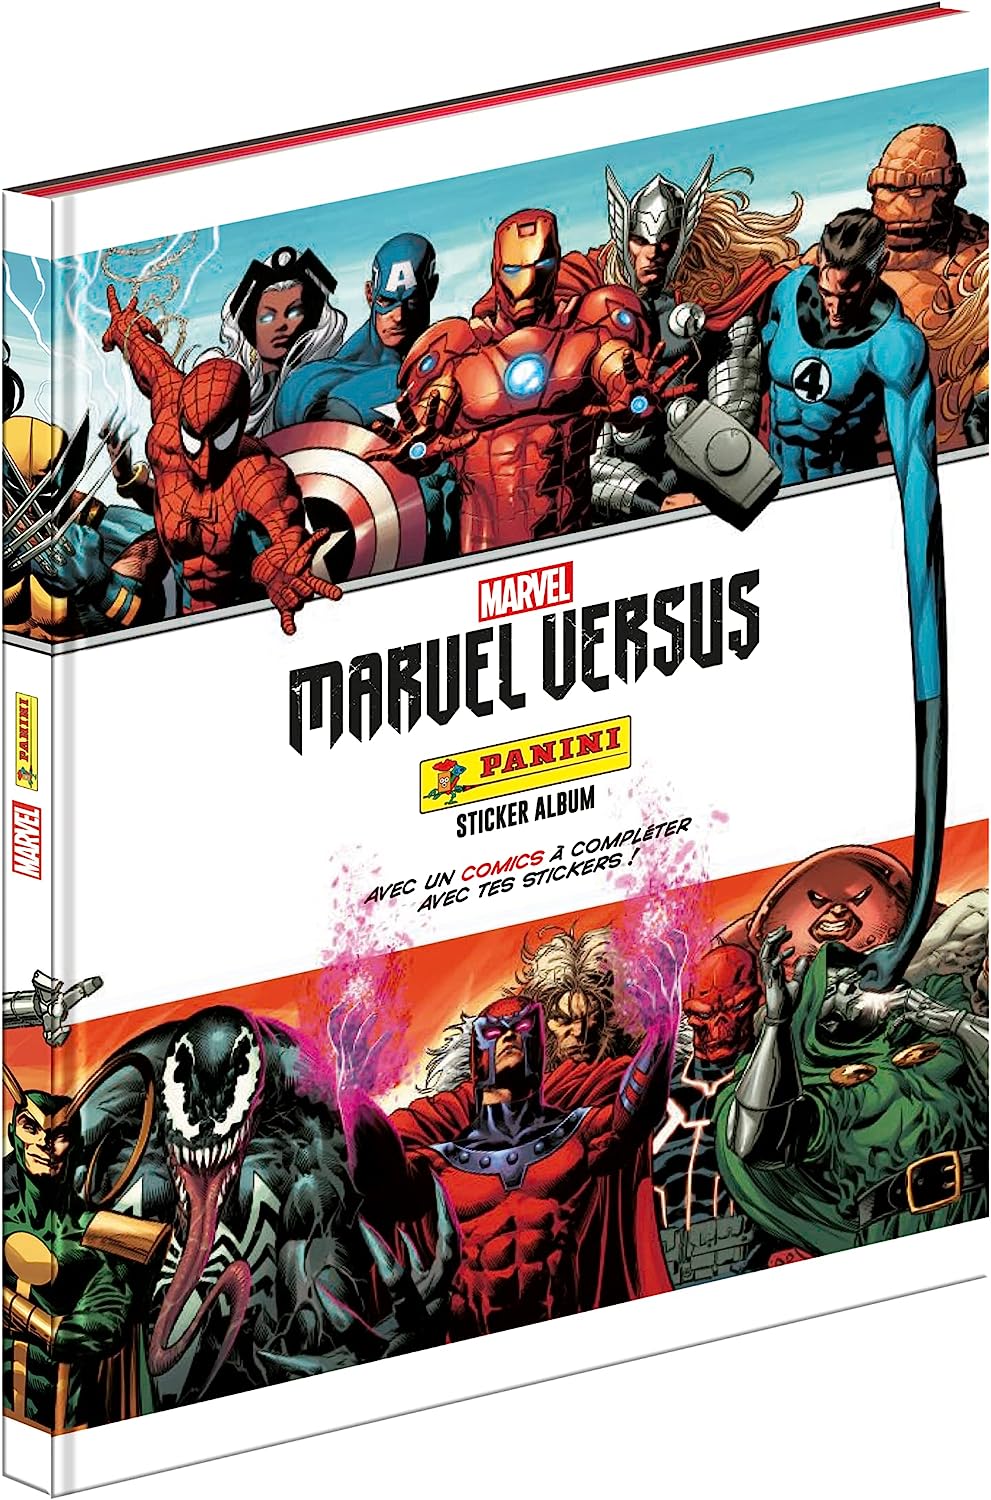 A
4
MARVEL
MARVEL VERSUS
PANINI
STICKER ALBUM
AVEC UN COMICS À COMPLÉTER
AVEC TES STICKERS !
PANINI
MARVEL